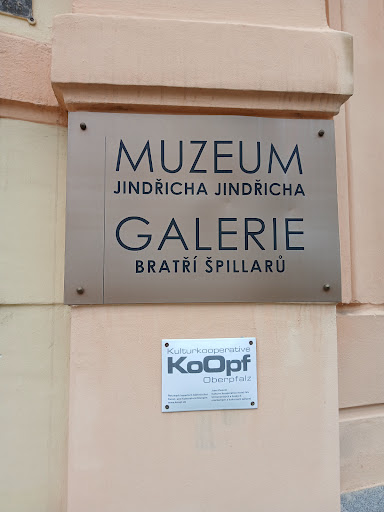 MUZEUM
JINDŘICHA JINDŘICHA
GALERIE
BRATŘÍ ŠPILLARŮ
Kulturkooperative
KoOpf
Oberpfalz